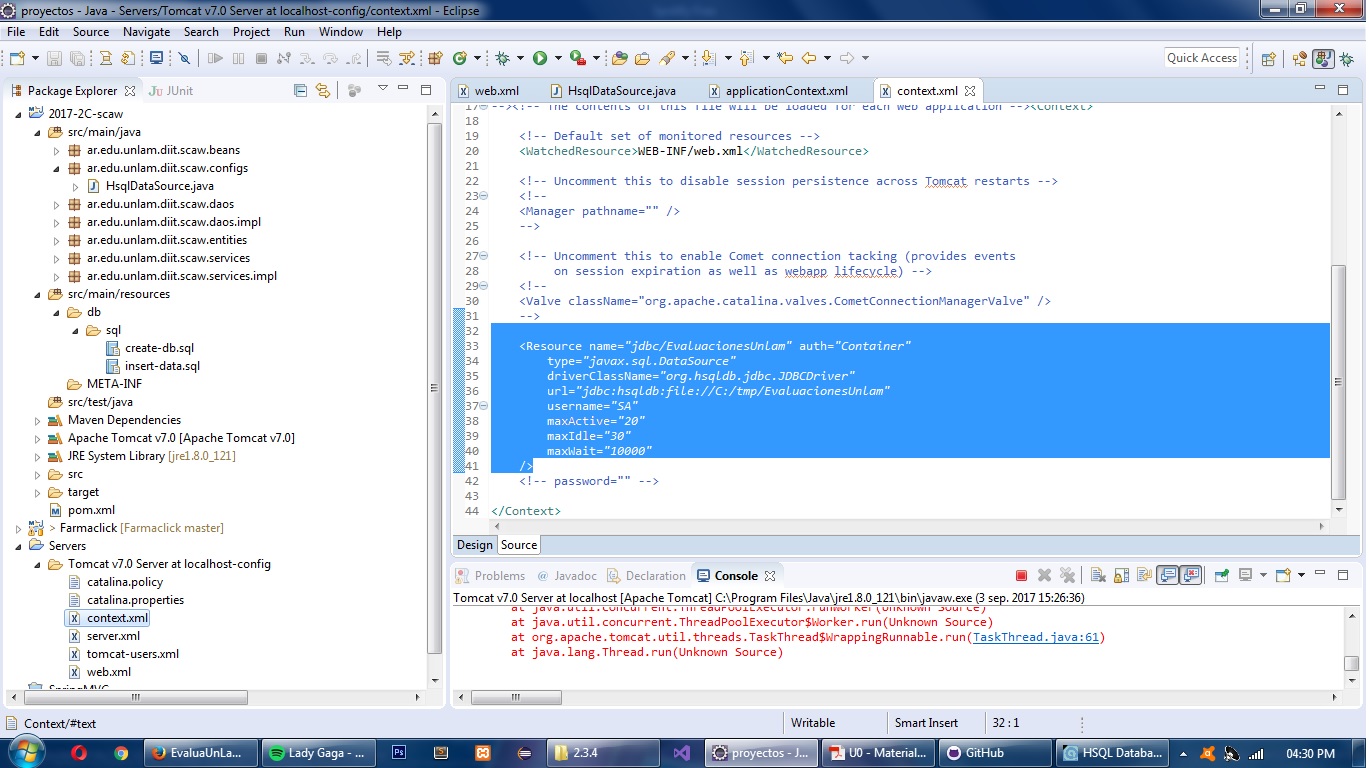 proyectos - Java - Servers/Tomcat v7.0 Server at localhost-config/context.xml - Eclipse
File Edit Source Navigate Search Project Run Window Help
Quick Access
Package Explorer JUnit
2017-2C-scaw
src/main/java
ar.edu.unlam.diit.scaw.beans
ar.edu.unlam.diit.scaw.configs
HsqlDataSource.java
ar.edu.unlam.diit.scaw.daos
ar.edu.unlam.diit.scaw.daos.impl
ar.edu.unlam.diit.scaw.entities
ar.edu.unlam.diit.scaw.services
ar.edu.unlam.diit.scaw.services.impl
src/main/resources
db
sql
create-db.sql
insert-data.sql
META-INF
src/test/java
Maven Dependencies
Apache Tomcat v7.0 [Apache Tomcat v7.0]
JRE System Library [jre1.8.0_121]
src
target
pom.xml
> Farmaclick [Farmaclick master]
Servers
Tomcat v7.0 Server at localhost-config
catalina.policy
catalina.properties
context.xml
server.xml
tomcat-users.xml
web.xml
SpringMVC
web.xml HsqlDataSource.java applicationContext.xml context.xml
17 --><!-- The contents of this file will be loaded for each web application --><Context>
18
19 <!-- Default set of monitored resources -->
20 <WatchedResource>WEB-INF/web.xml</WatchedResource>
21
22 <!-- Uncomment this to disable session persistence across Tomcat restarts -->
23 <!--
24 <Manager pathname="" />
25 -->
26
27 <!-- Uncomment this to enable Comet connection tacking (provides events
28 on session expiration as well as webapp lifecycle) -->
29 <!--
30 <Valve className="org.apache.catalina.valves.CometConnectionManagerValve" />
31 -->
32
33 <Resource name="jdbc/EvaluacionesUnlam" auth="Container"
34 type="javax.sql.DataSource"
35 driverClassName="org.hsqldb.jdbc.JDBCDriver"
36 url="jdbc:hsqldb:file://C:/tmp/EvaluacionesUnlam"
37 username="SA"
38 maxActive="20"
39 maxIdle="30"
40 maxWait="10000"
41 />
42 <!-- password="" -->
43
44 </Context>
Design Source
Problems Javadoc Declaration Console
Tomcat v7.0 Server at localhost [Apache Tomcat] C:\Program Files\Java\jre1.8.0_121\bin\javaw.exe (3 sep. 2017 15:26:36)
at java.util.concurrent.ThreadPoolExecutor.runWorker(Unknown Source)
at java.util.concurrent.ThreadPoolExecutor$Worker.run(Unknown Source)
at org.apache.tomcat.util.threads.TaskThread$WrappingRunnable.run(TaskThread.java:61)
at java.lang.Thread.run(Unknown Source)
Context/#text Writable Smart Insert 32 : 1
EvaluaUnLa... Lady Gaga - ... Ps 2.3.4 proyectos - J... U0 - Material... GitHub HSQL Databa... 04:30 PM